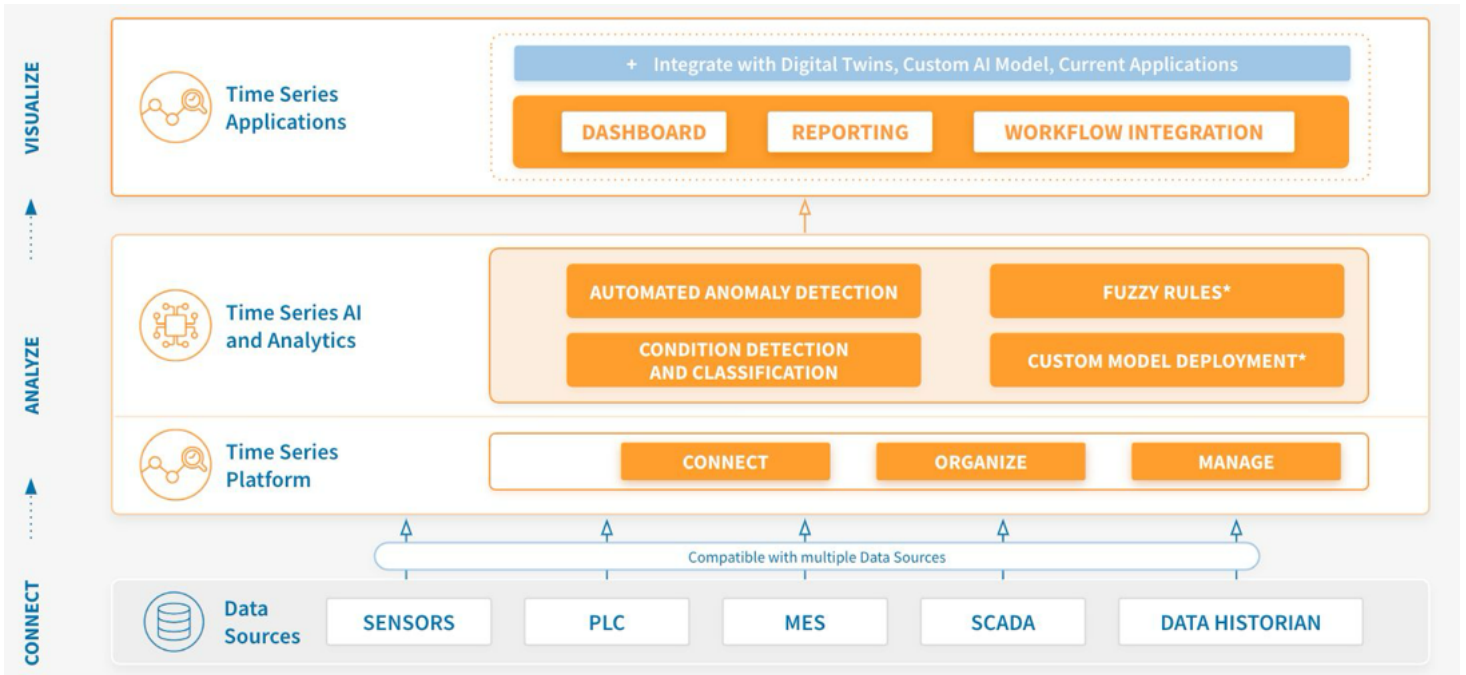 VISUALIZE
Time Series
Applications
+ Integrate with Digital Twins, Custom AI Model, Current Applications
DASHBOARD
REPORTING
WORKFLOW INTEGRATION
ANALYZE
Time Series AI
and Analytics
AUTOMATED ANOMALY DETECTION
FUZZY RULES*
CONDITION DETECTION
AND CLASSIFICATION
CUSTOM MODEL DEPLOYMENT*
Time Series
Platform
CONNECT
ORGANIZE
MANAGE
Compatible with multiple Data Sources
CONNECT
Data
Sources
SENSORS
PLC
MES
SCADA
DATA HISTORIAN